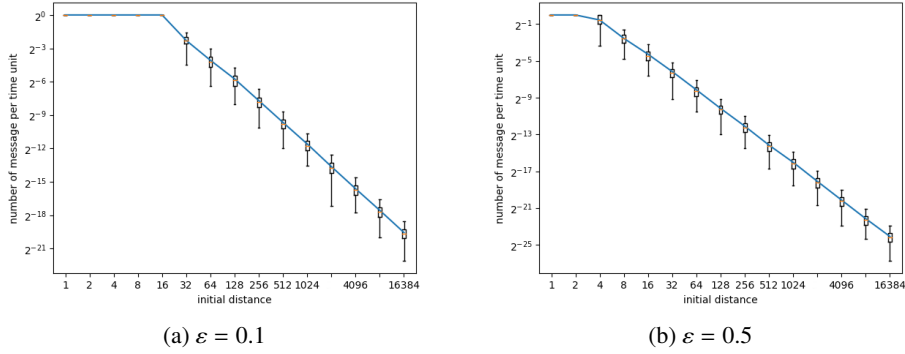 2^0
2^-3
2^-6
2^-9
2^-12
2^-15
2^-18
2^-21
number of message per time unit
1 2 4 8 16 32 64 128 256 512 1024 4096 16384
initial distance
(a) ε = 0.1
2^-1
2^-5
2^-9
2^-13
2^-17
2^-21
2^-25
number of message per time unit
1 2 4 8 16 32 64 128 256 512 1024 4096 16384
initial distance
(b) ε = 0.5